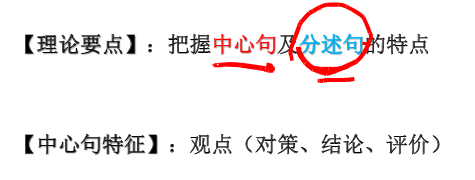 【理论要点】：把握中心句及分述句的特点
【中心句特征】：观点（对策、结论、评价）